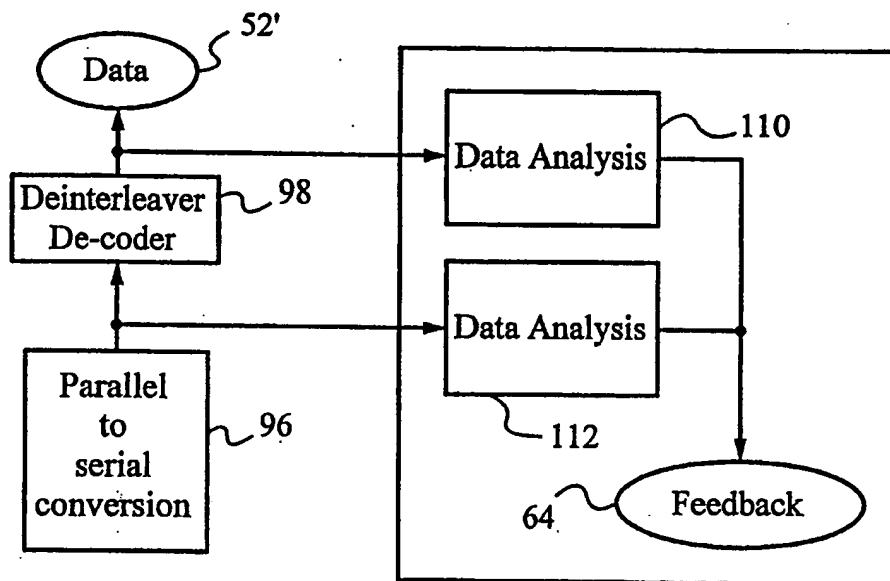 52'
Data
110
Data Analysis
98
Deinterleaver
De-coder
Data Analysis
112
Parallel
to
serial
conversion
96
64
Feedback